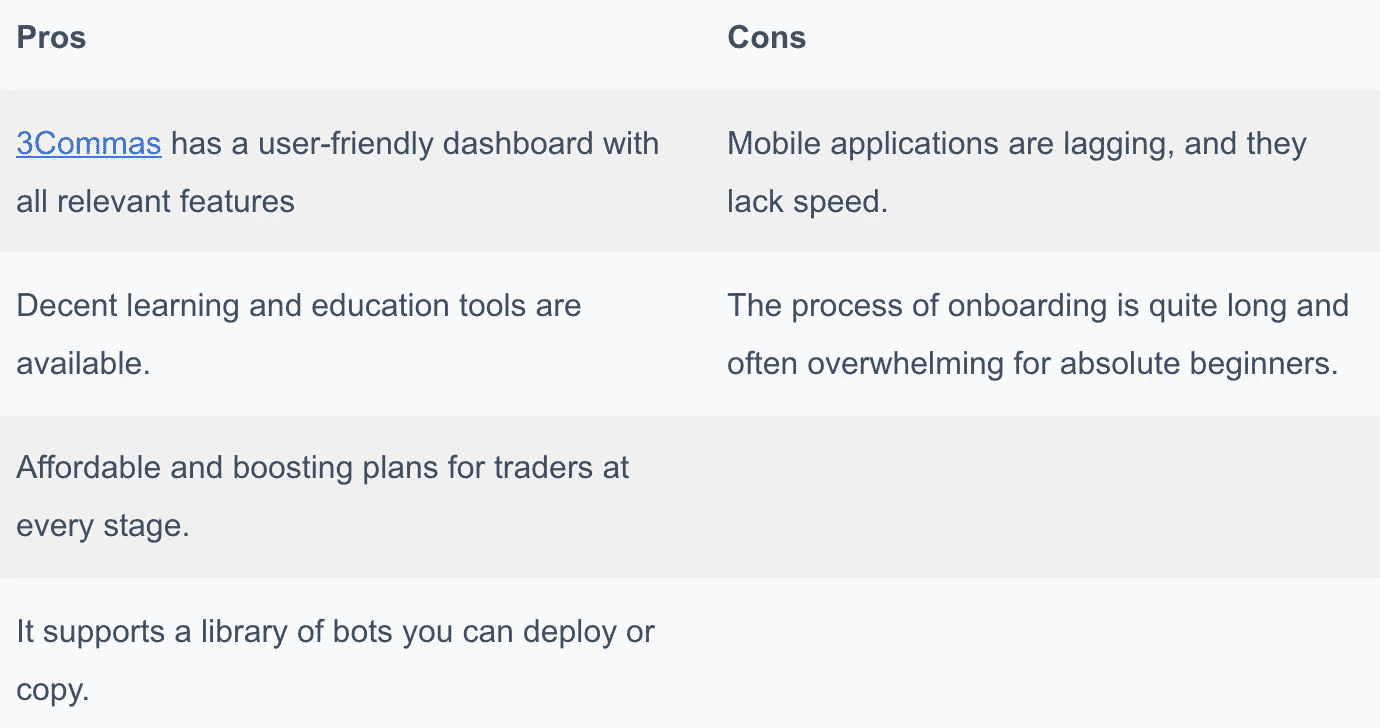 Pros
Cons
3Commas has a user-friendly dashboard with
all relevant features
Mobile applications are lagging, and they
lack speed.
Decent learning and education tools are
available.
The process of onboarding is quite long and
often overwhelming for absolute beginners.
Affordable and boosting plans for traders at
every stage.
It supports a library of bots you can deploy or
copy.